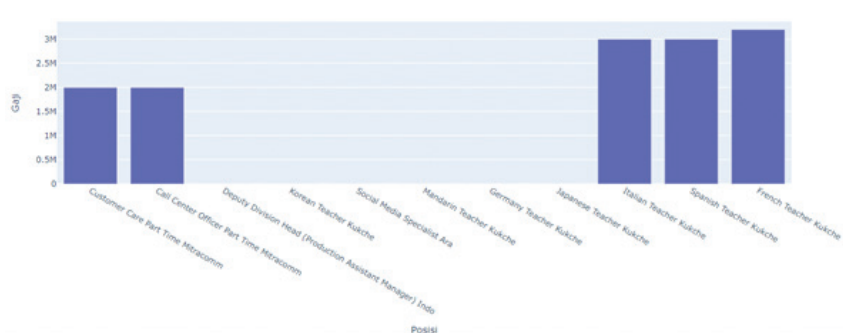 3M
2.5M
2M
1.5M
1M
0.5M
0
Gaji
Customer Care Part Time Mitracomm
Call Center Officer Part Time Mitracomm
Deputy Division Head (Production Assistant Manager) Indo
Korean Teacher Kukche
Social Media Specialist Ara
Mandarin Teacher Kukche
Germany Teacher Kukche
Japanese Teacher Kukche
Italian Teacher Kukche
Spanish Teacher Kukche
French Teacher Kukche
Posisi